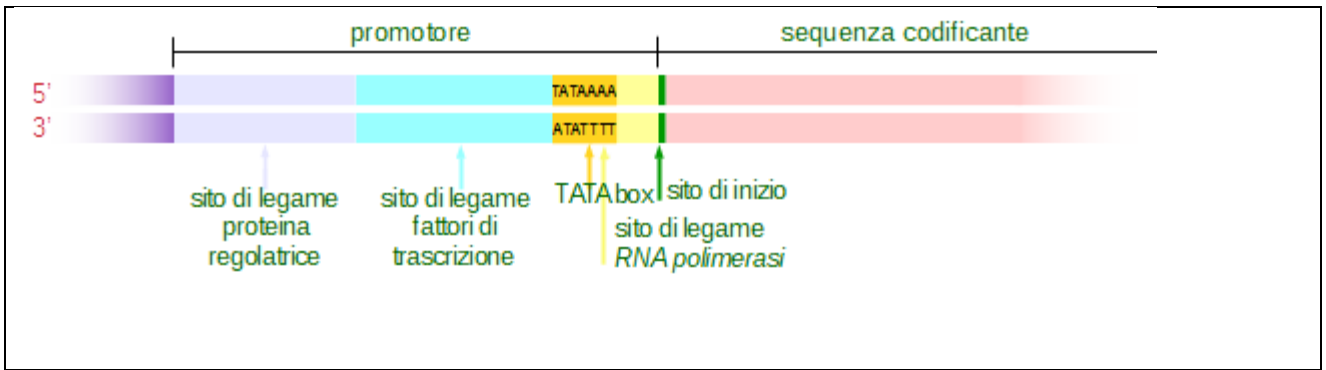 promotore
sequenza codificante
5'
TATAAAA
3'
ATATTTT
sito di legame
proteina
regolatrice
sito di legame
fattori di
trascrizione
TATA box
sito di inizio
sito di legame
RNA polimerasi